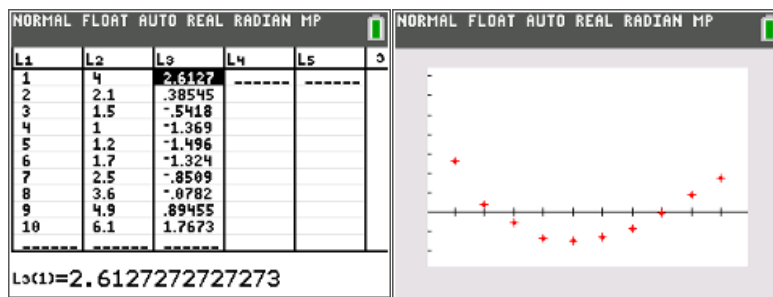 NORMAL FLOAT AUTO REAL RADIAN MP
L1 L2 L3 L4 L5 3
1 4 2.6127 ------ ------
2 2.1 .38545
3 1.5 -.5418
4 1 -1.369
5 1.2 -1.496
6 1.7 -1.324
7 2.5 -.8509
8 3.6 -.0782
9 4.9 .89455
10 6.1 1.7673
------ ------ ------
L3(1)=2.6127272727273
NORMAL FLOAT AUTO REAL RADIAN MP